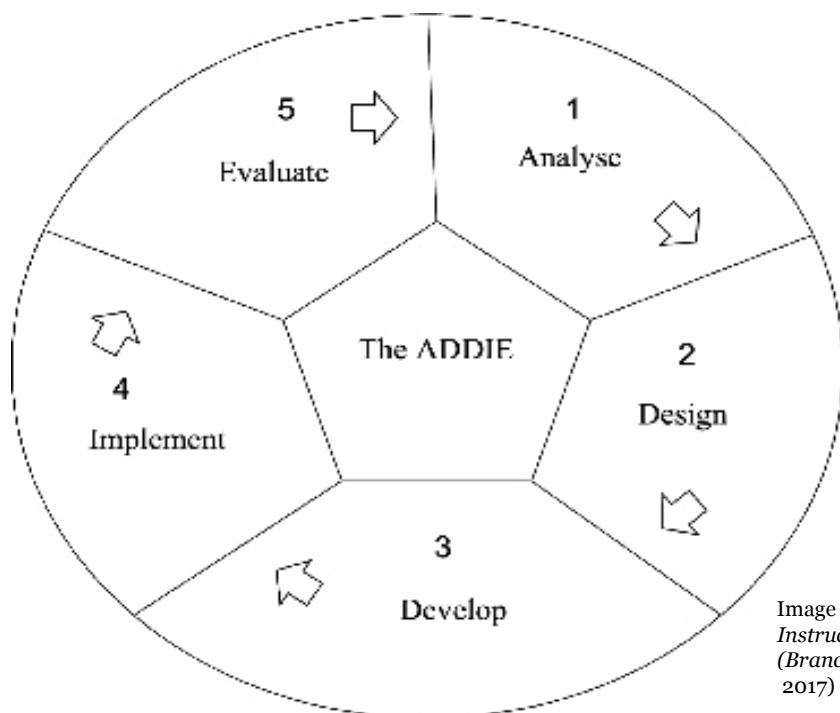 5
Evaluate
1
Analyse
The ADDIE
2
Design
4
Implement
3
Develop
Image
2017)